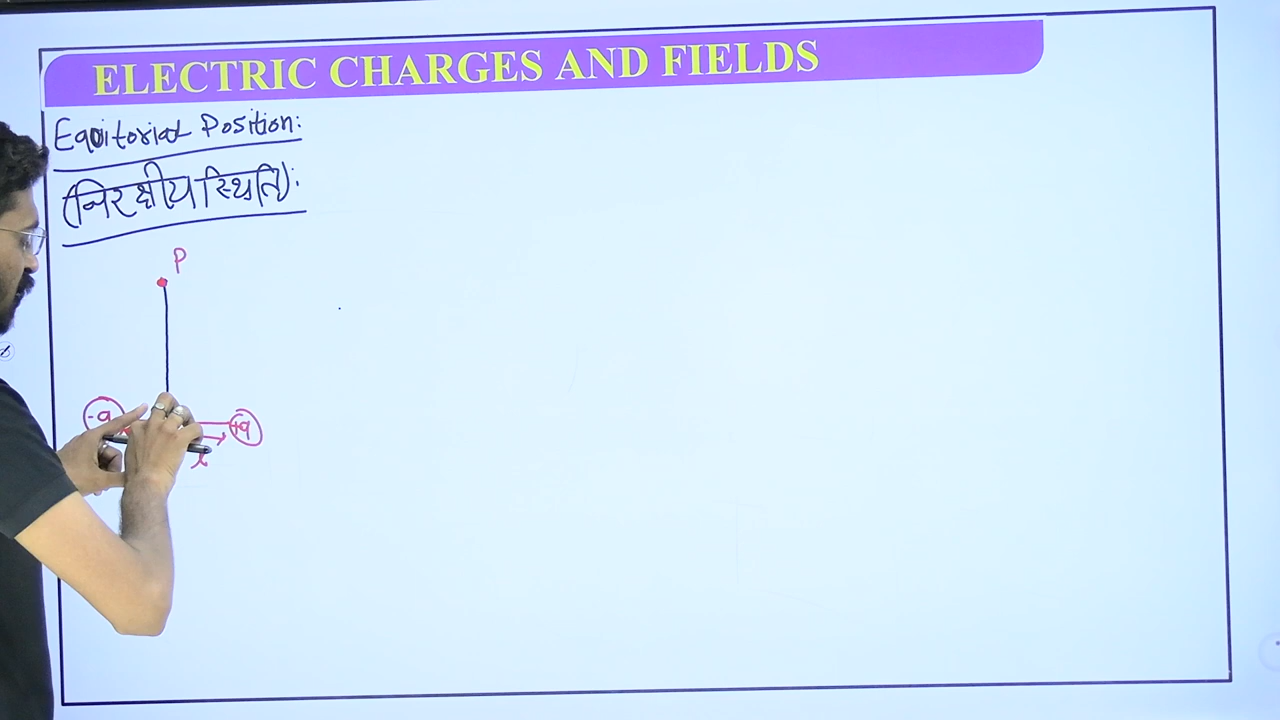 ELECTRIC CHARGES AND FIELDS
Equitorial Position:
(निरक्षीय स्थिति):
P
-q
+q